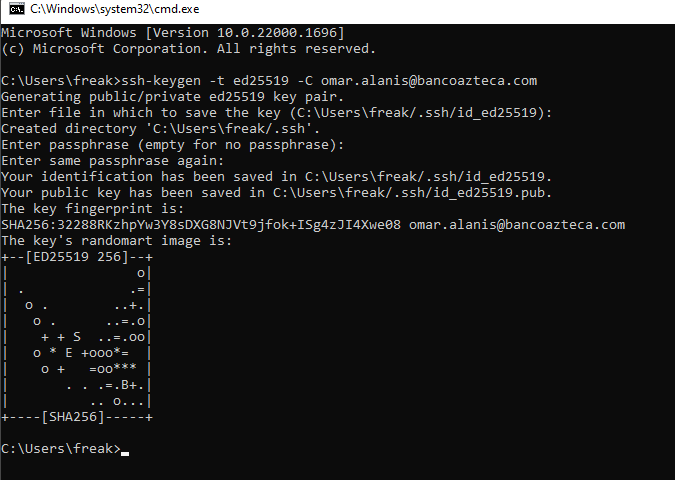 C:\Windows\system32\cmd.exe
Microsoft Windows [Version 10.0.22000.1696]
(c) Microsoft Corporation. All rights reserved.

C:\Users\freak>ssh-keygen -t ed25519 -C omar.alanis@bancoazteca.com
Generating public/private ed25519 key pair.
Enter file in which to save the key (C:\Users\freak/.ssh/id_ed25519):
Created directory 'C:\Users\freak/.ssh'.
Enter passphrase (empty for no passphrase):
Enter same passphrase again:
Your identification has been saved in C:\Users\freak/.ssh/id_ed25519.
Your public key has been saved in C:\Users\freak/.ssh/id_ed25519.pub.
The key fingerprint is:
SHA256:32288RKzhpYw3Y8sDXG8NJVt9jfok+ISg4zJI4Xwe08 omar.alanis@bancoazteca.com
The key's randomart image is:
+--[ED25519 256]--+
|                o|
| .             .=|
|  o .        ..+.|
|   o .      ..=.o|
|    + + S  ..=.oo|
|   o * E +ooo*=  |
|    o +   =oo*** |
|       . . .=.B+.|
|          .. o...|
+----[SHA256]-----+

C:\Users\freak>